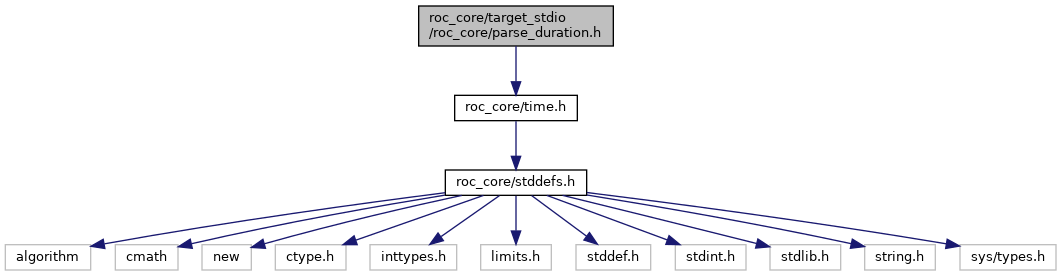 roc_core/target_stdio
/roc_core/parse_duration.h
roc_core/time.h
roc_core/stddefs.h
algorithm
cmath
new
ctype.h
inttypes.h
limits.h
stddef.h
stdint.h
stdlib.h
string.h
sys/types.h